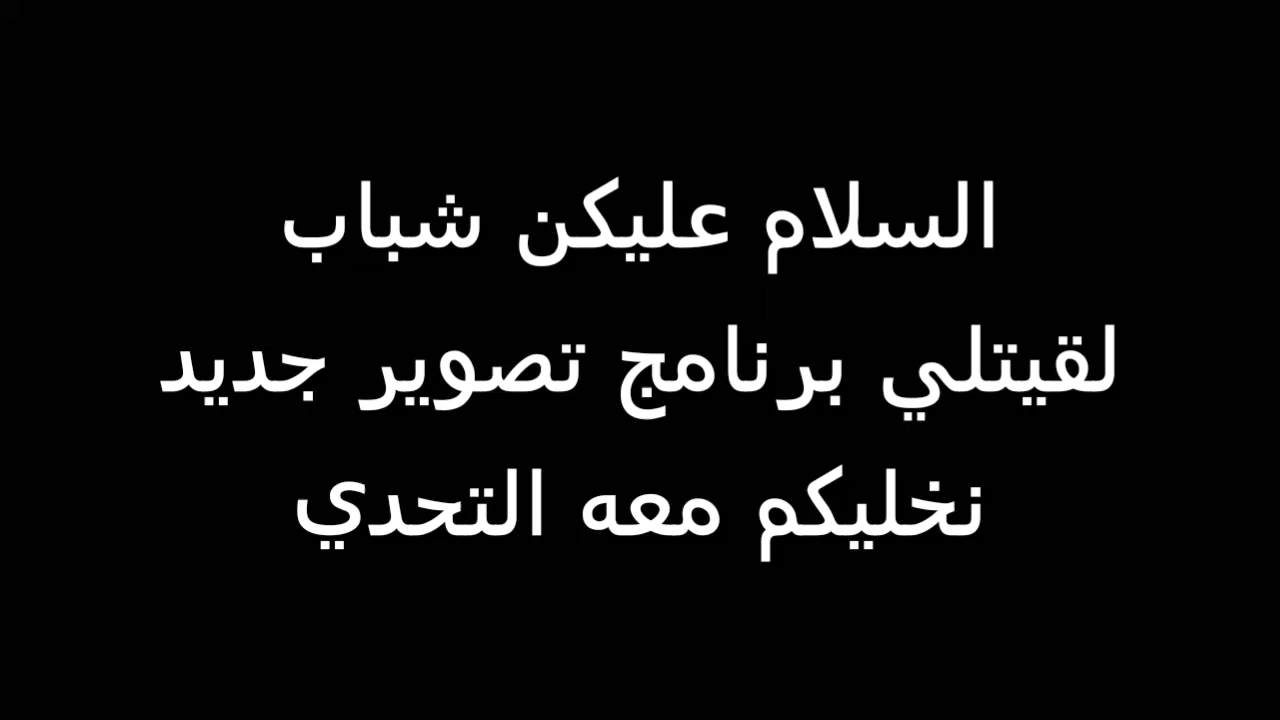 السلام عليكن شباب
لقيتلي برنامج تصوير جديد
نخليكم معه التحدي